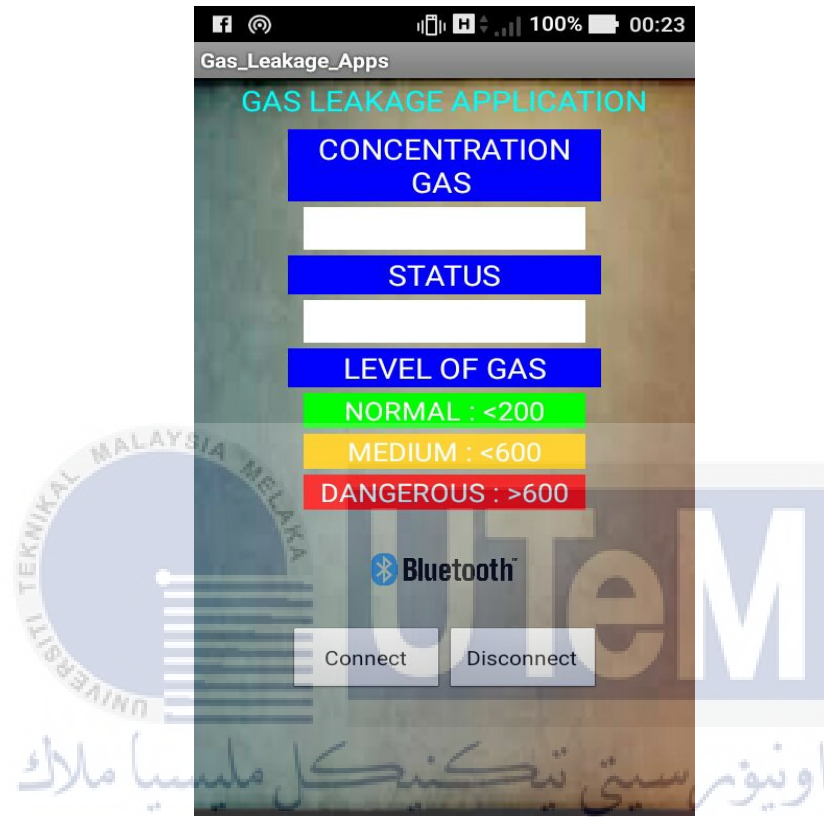 100% 00:23
Gas_Leakage_Apps
GAS LEAKAGE APPLICATION
CONCENTRATION
GAS
STATUS
LEVEL OF GAS
NORMAL : <200
MEDIUM : <600
DANGEROUS : >600
Bluetooth™
Connect Disconnect
UNIVERSITI TEKNIKAL MALAYSIA MELAKA
UTeM
اونيۏرسيتي تيكنيكل مليسيا ملاك